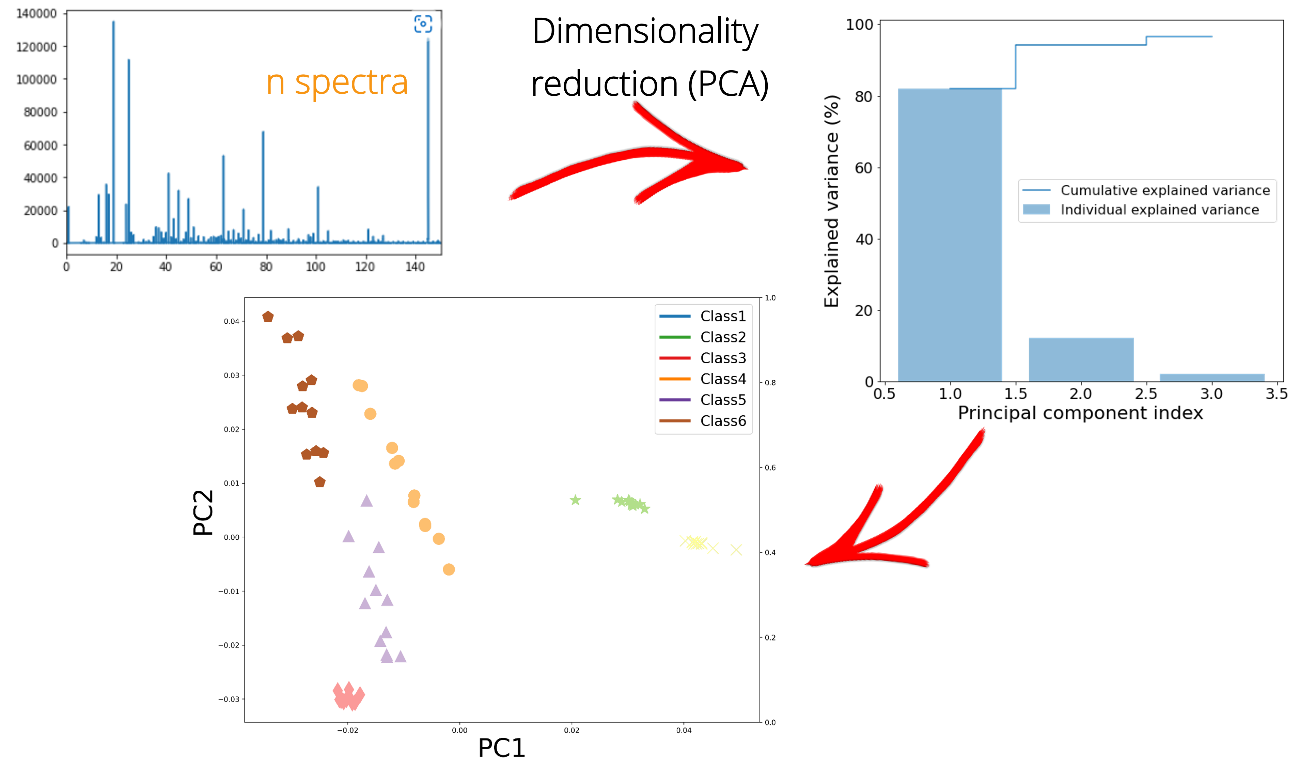 140000
120000
100000
80000
60000
40000
20000
0
0 20 40 60 80 100 120 140
n spectra
Dimensionality
reduction (PCA)
100
80
60
40
20
0
Explained variance (%)
Cumulative explained variance
Individual explained variance
0.5 1.0 1.5 2.0 2.5 3.0 3.5
Principal component index
0.04
0.03
0.02
0.01
0.00
−0.01
−0.02
−0.03
PC2
Class1
Class2
Class3
Class4
Class5
Class6
1.0
0.8
0.6
0.4
0.2
0.0
−0.02 0.00 0.02 0.04
PC1